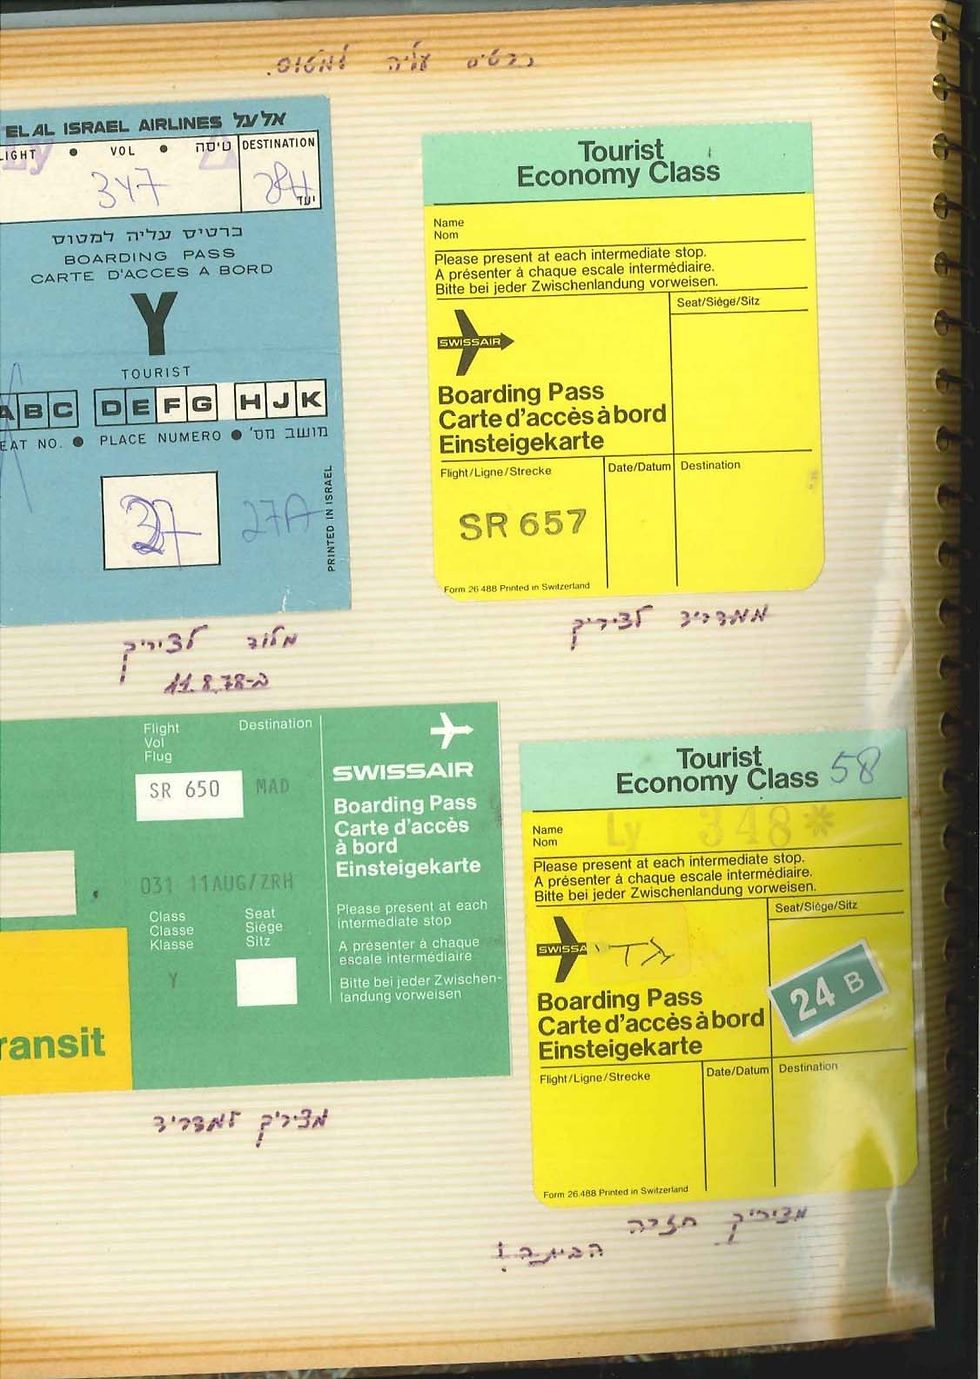 כרטיס עליה למטוס.
EL AL ISRAEL AIRLINES אל על
LIGHT • VOL • טיסה DESTINATION
Ly
347
יעד
כרטיס עליה למטוס
BOARDING PASS
CARTE D'ACCES A BORD
Y
TOURIST
A B C D E F G H J K
EAT NO. • PLACE NUMERO • מושב מס'
37 27A
PRINTED IN ISRAEL
מלוד לציריך
ב-11.8.78
Tourist
Economy Class
Name
Nom
Please present at each intermediate stop.
A présenter à chaque escale intermédiaire.
Bitte bei jeder Zwischenlandung vorweisen.
Seat/Siége/Sitz
SWISSAIR
Boarding Pass
Carte d'accès à bord
Einsteigekarte
Flight/Ligne/Strecke Date/Datum Destination
SR 657
Form 26 488 Printed in Switzerland
ממדריד לציריך
Flight Destination
Vol
Flug
SR 650 MAD
031 11AUG/ZRH
Class Seat
Classe Siége
Klasse Sitz
Y
ransit
SWISSAIR
Boarding Pass
Carte d'accès
à bord
Einsteigekarte
Please present at each
intermediate stop
A présenter à chaque
escale intermédiaire
Bitte bei jeder Zwischen-
landung vorweisen
מציריך למדריד
Tourist
Economy Class 58
Name
Nom
Ly 348*
Please present at each intermediate stop.
A présenter à chaque escale intermédiaire.
Bitte bei jeder Zwischenlandung vorweisen.
Seat/Siége/Sitz
SWISSA
24 B
Boarding Pass
Carte d'accès à bord
Einsteigekarte
Flight/Ligne/Strecke Date/Datum Destination
Form 26.488 Printed in Switzerland
מציריך חזרה
הביתה!